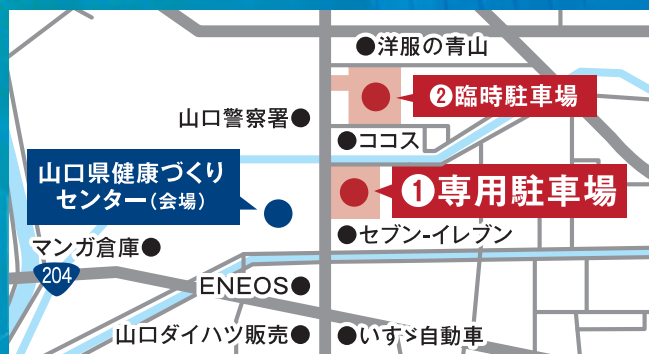 ●洋服の青山
❷臨時駐車場
山口警察署●
●ココス
山口県健康づくり
センター(会場)
❶専用駐車場
●セブン-イレブン
マンガ倉庫●
204
ENEOS●
山口ダイハツ販売●
●いすゞ自動車